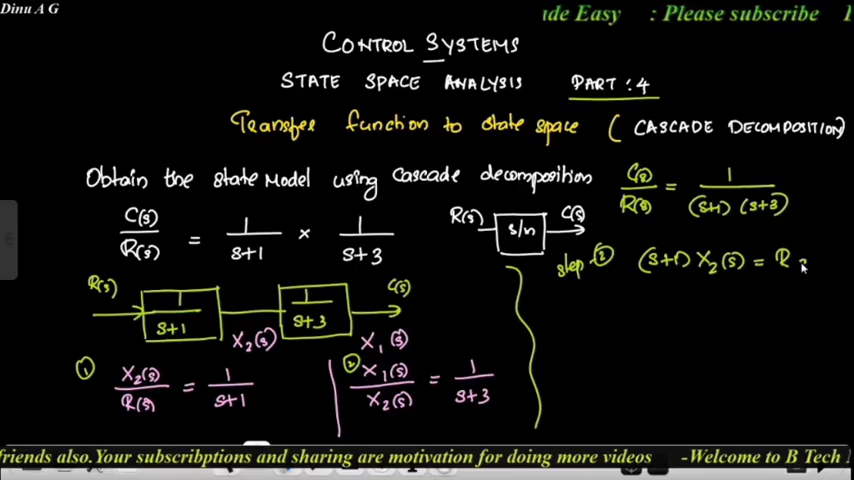 Dinu A G
de Easy : Please subscribe
CONTROL SYSTEMS
STATE SPACE ANALYSIS PART : 4
Transfer function to state space ( CASCADE DECOMPOSITION)
Obtain the state Model using Cascade decomposition
C(s)/R(s) = 1/(s+1) × 1/(s+3)
R(s) s/n C(s)
C(s)/R(s) = 1/((s+1) (s+3))
step-② (s+1) X₂(s) = R
R(s) 1/(s+1) 1/(s+3) C(s)
X₂(s) X₁(s)
① X₂(s)/R(s) = 1/(s+1)
② X₁(s)/X₂(s) = 1/(s+3)
friends also.Your subscribptions and sharing are motivation for doing more videos -Welcome to B Tech